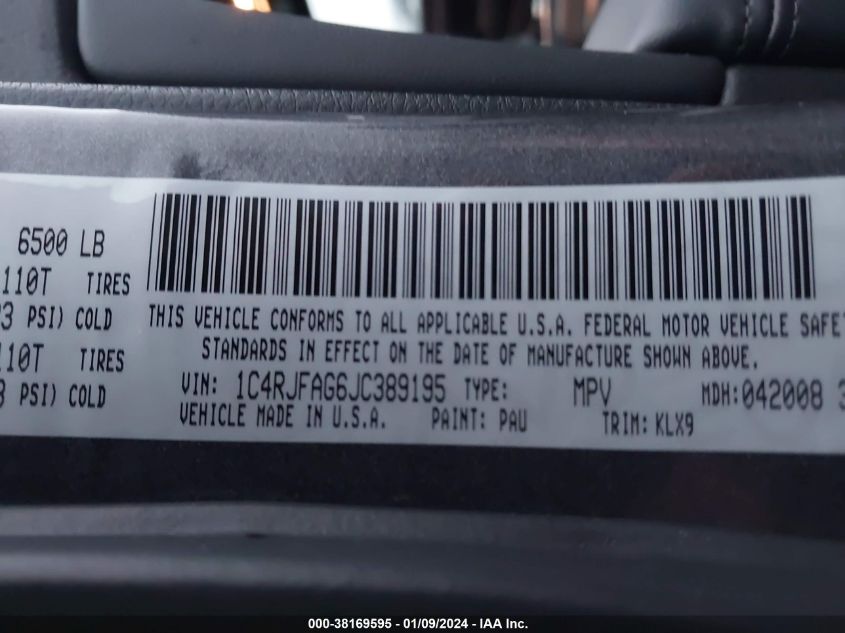 6500 LB
110T TIRES
3 PSI) COLD
110T TIRES
PSI) COLD
THIS VEHICLE CONFORMS TO ALL APPLICABLE U.S.A. FEDERAL MOTOR VEHICLE SAFE
STANDARDS IN EFFECT ON THE DATE OF MANUFACTURE SHOWN ABOVE.
VIN: 1C4RJFAG6JC389195 TYPE: MPV MDH:042008 3
VEHICLE MADE IN U.S.A. PAINT: PAU TRIM: KLX9
000-38169595 - 01/09/2024 - IAA Inc.